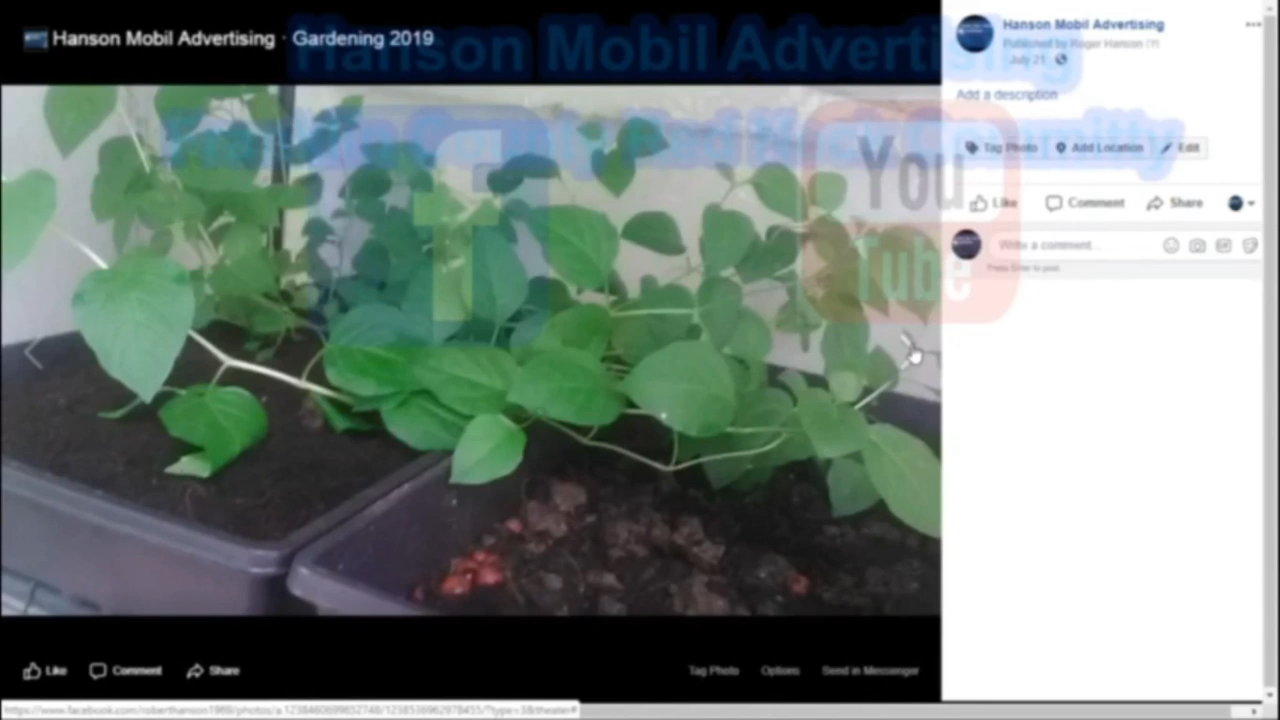 Hanson Mobil Advertising · Gardening 2019
Hanson Mobil Advertising
Hanson Mobil Advertising
Published by Roger Hanson
July 21
Add a description
Tag Photo
Add Location
Edit
You
Tube
f
Like
Comment
Share
Write a comment...
Press Enter to post.
Like
Comment
Share
Tag Photo
Options
Send in Messenger